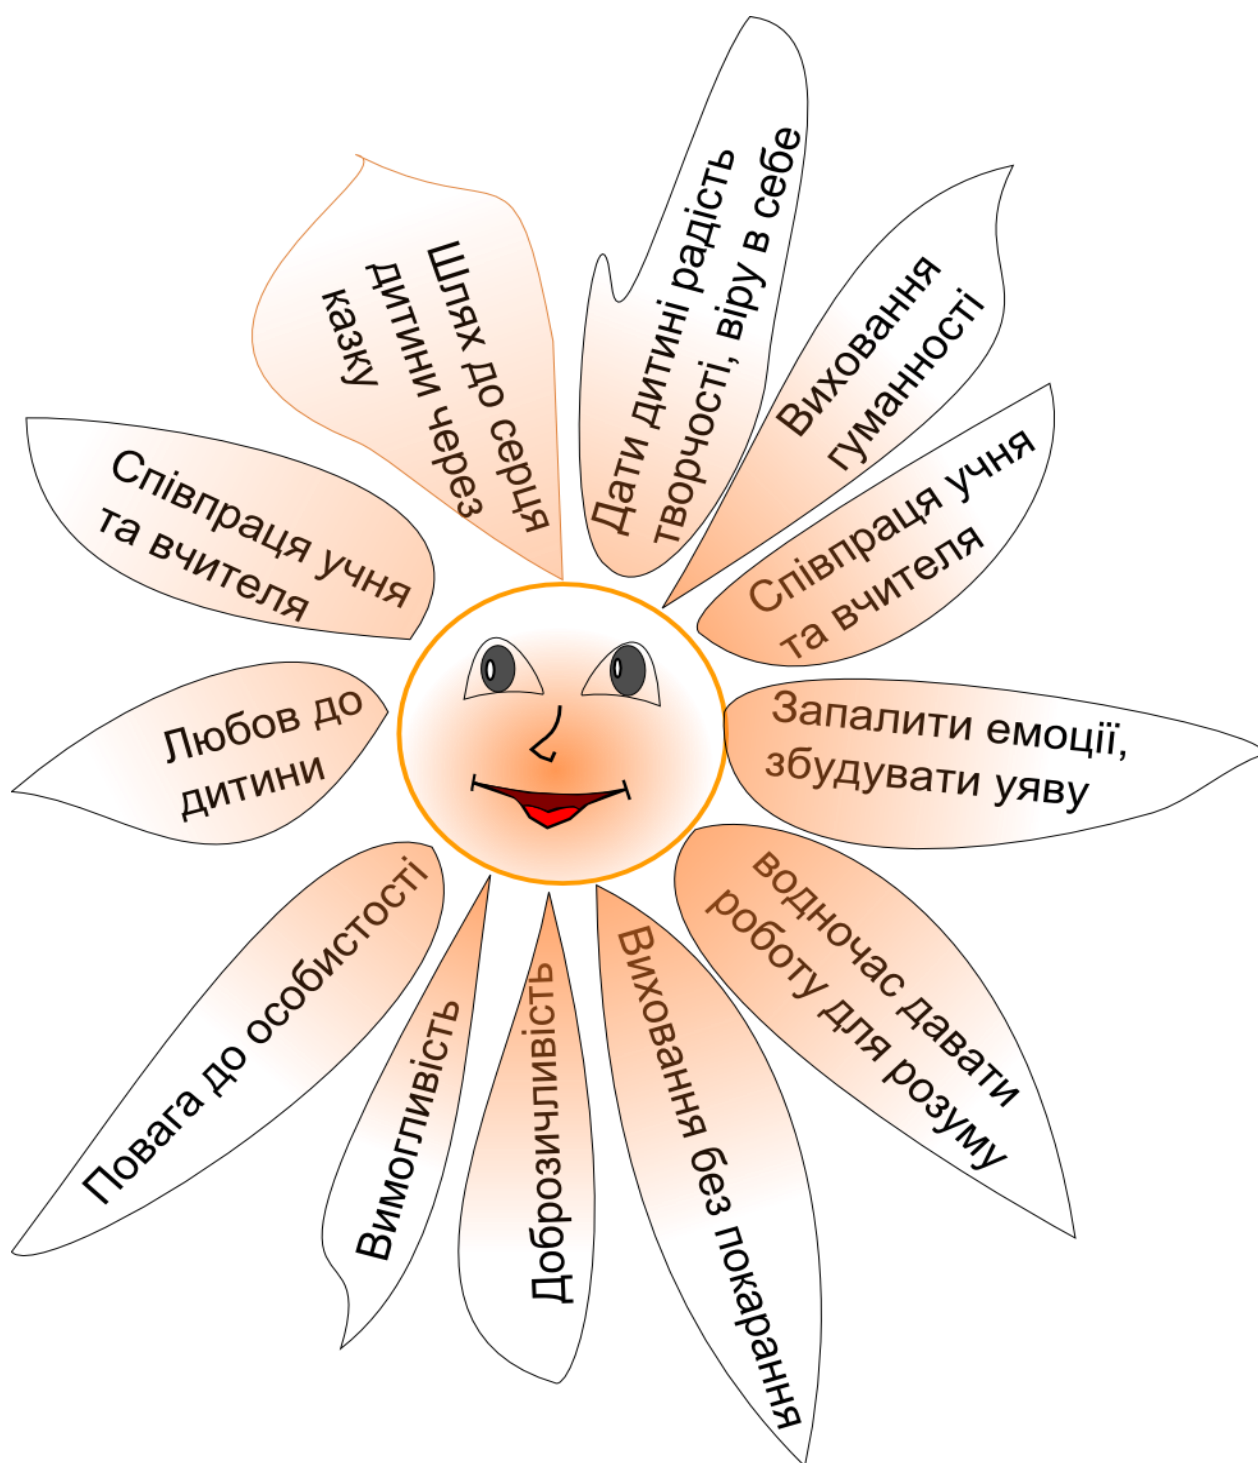 Шлях до серця
дитини через
казку
Дати дитині радість
творчості, віру в себе
Виховання
гуманності
Співпраця учня
та вчителя
Запалити емоції,
збудувати уяву
водночас давати
роботу для розуму
Виховання без покарання
Доброзичливість
Вимогливість
Повага до особистості
Любов до
дитини
Співпраця учня
та вчителя